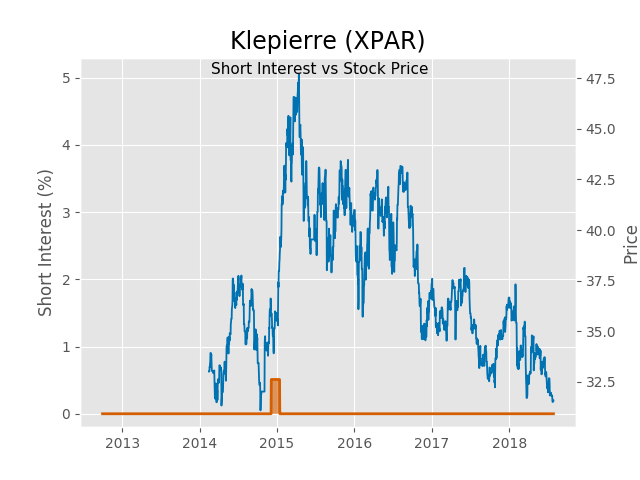 Klepierre (XPAR)
Short Interest vs Stock Price
Short Interest (%)
5
4
3
2
1
0
47.5
45.0
42.5
40.0
37.5
35.0
32.5
Price
2013 2014 2015 2016 2017 2018